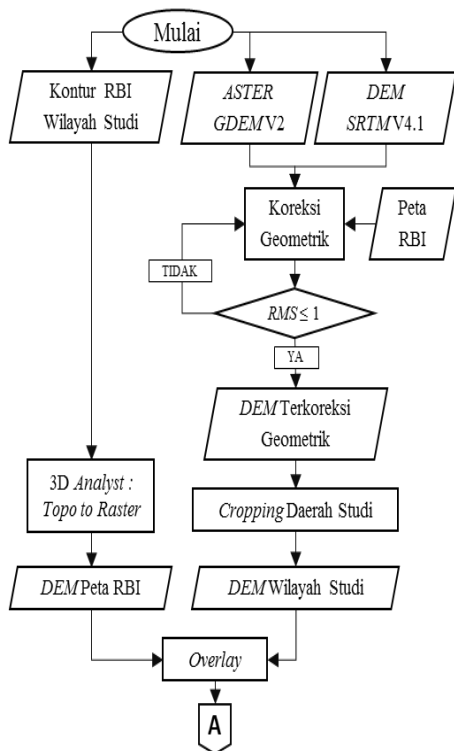 Mulai
Kontur RBI
Wilayah Studi
ASTER
GDEM V2
DEM
SRTM V4.1
Koreksi
Geometrik
Peta
RBI
TIDAK
RMS ≤ 1
YA
DEM Terkoreksi
Geometrik
3D Analyst :
Topo to Raster
Cropping Daerah Studi
DEM Peta RBI
DEM Wilayah Studi
Overlay
A